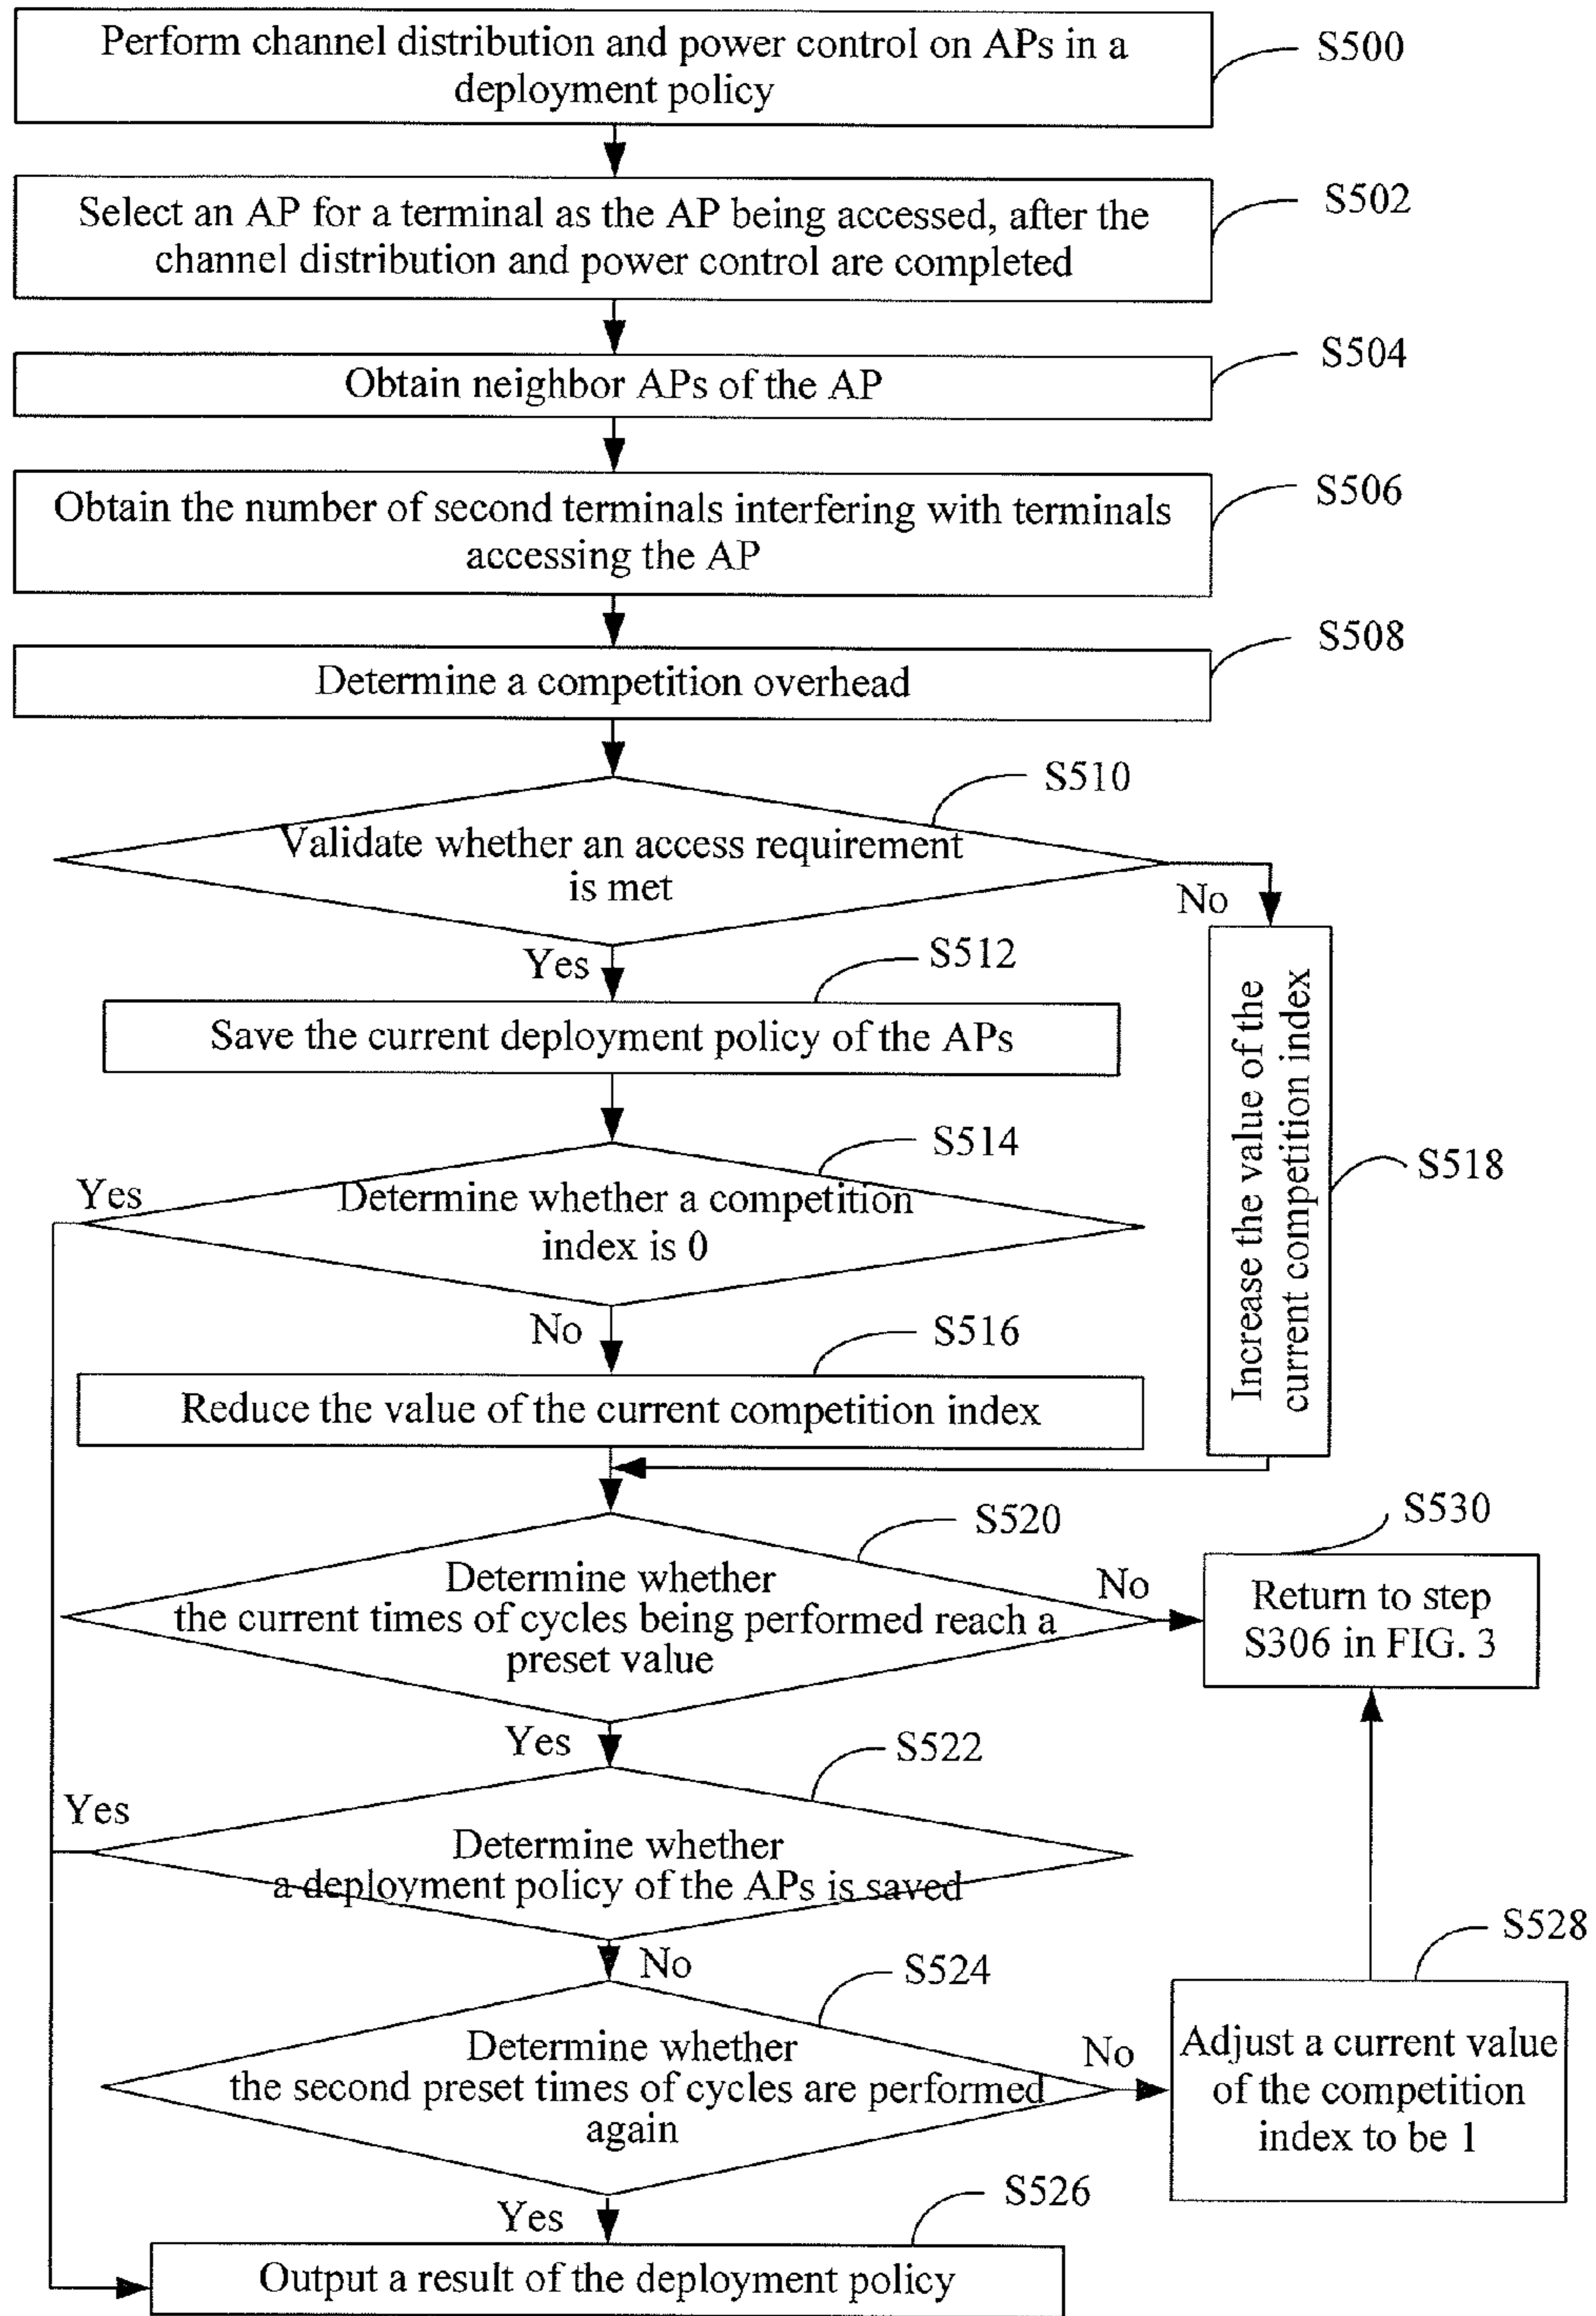 Perform channel distribution and power control on APs in a
deployment policy
S500
Select an AP for a terminal as the AP being accessed, after the
channel distribution and power control are completed
S502
Obtain neighbor APs of the AP
S504
Obtain the number of second terminals interfering with terminals
accessing the AP
S506
Determine a competition overhead
S508
Validate whether an access requirement
is met
S510
No
Yes
Save the current deployment policy of the APs
S512
Increase the value of the
current competition index
S518
Determine whether a competition
index is 0
S514
Yes
No
Reduce the value of the current competition index
S516
Determine whether
the current times of cycles being performed reach a
preset value
S520
No
Return to step
S306 in FIG. 3
S530
Yes
Determine whether
a deployment policy of the APs is saved
S522
Yes
No
Determine whether
the second preset times of cycles are performed
again
S524
No
Adjust a current value
of the competition
index to be 1
S528
Yes
Output a result of the deployment policy
S526